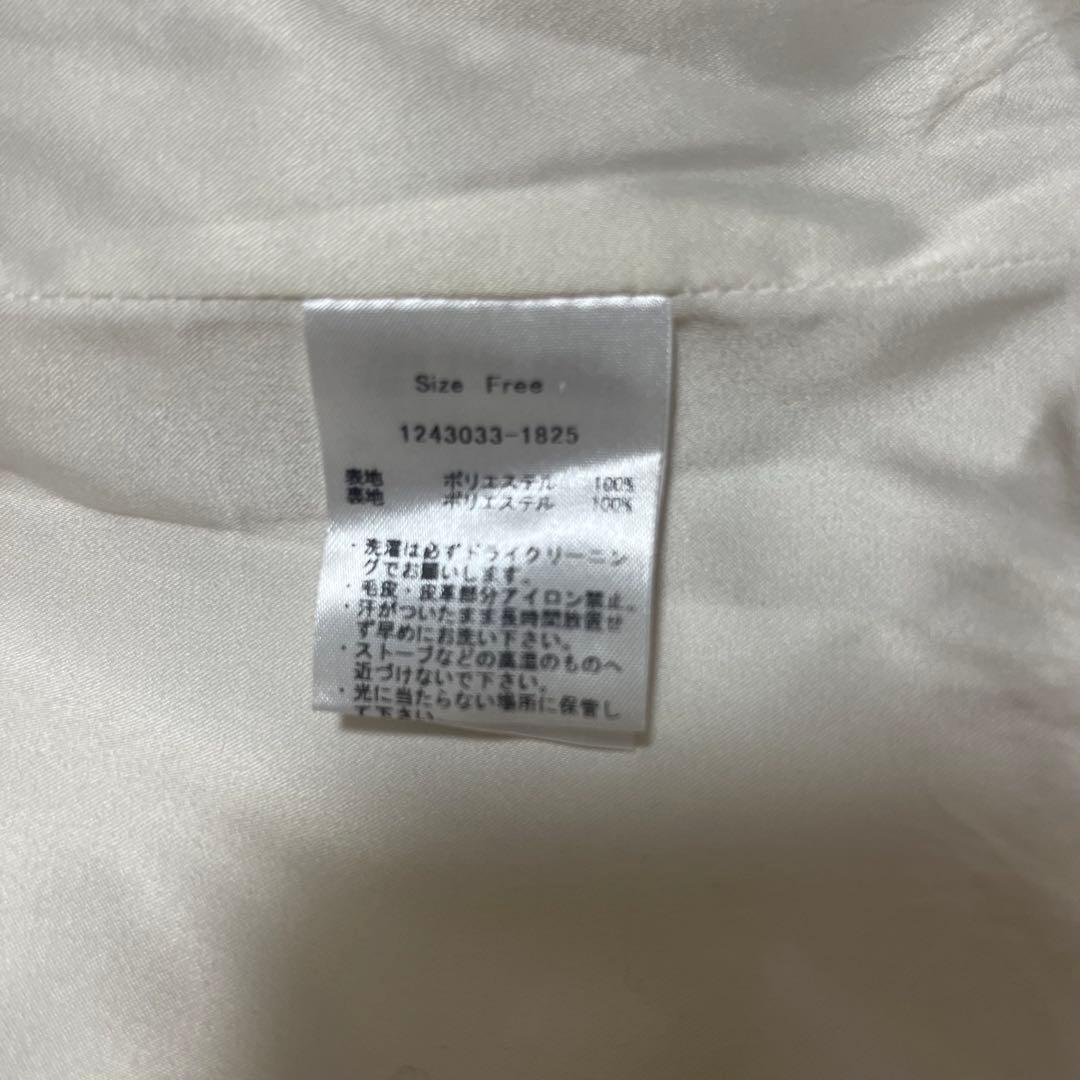 Size Free
1243033-1825
表地 ポリエステル 100%
表地 ポリエステル 100%
・洗濯は必ずドライクリーニン
グでお願いします。
・毛皮・皮革部分アイロン禁止。
・汗がついたまま長時間放置せ
ず早めにお洗い下さい。
・ストーブなどの高温のものへ
近づけないで下さい。
・光に当たらない場所に保管し
て下さい。